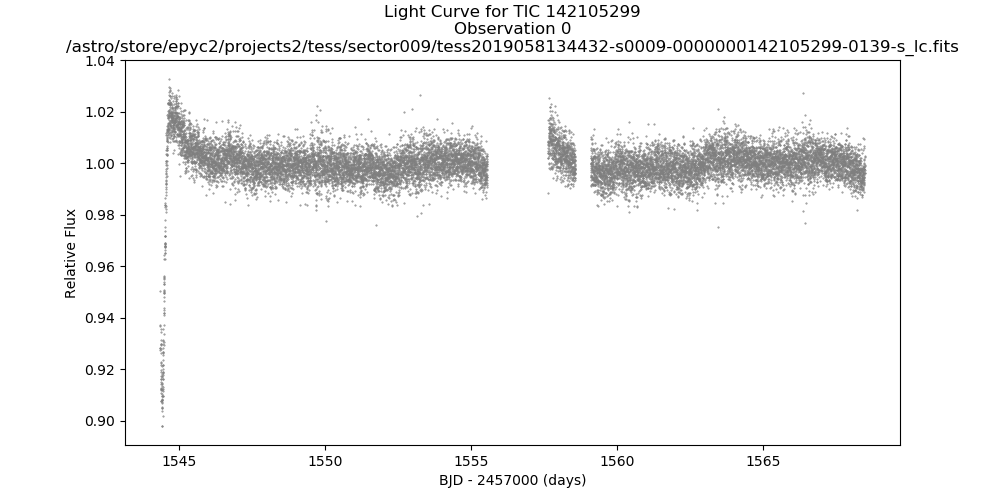 Light Curve for TIC 142105299
Observation 0
/astro/store/epyc2/projects2/tess/sector009/tess2019058134432-s0009-0000000142105299-0139-s_lc.fits
1.04
1.02
1.00
0.98
0.96
0.94
0.92
0.90
Relative Flux
1545
1550
1555
1560
1565
BJD - 2457000 (days)